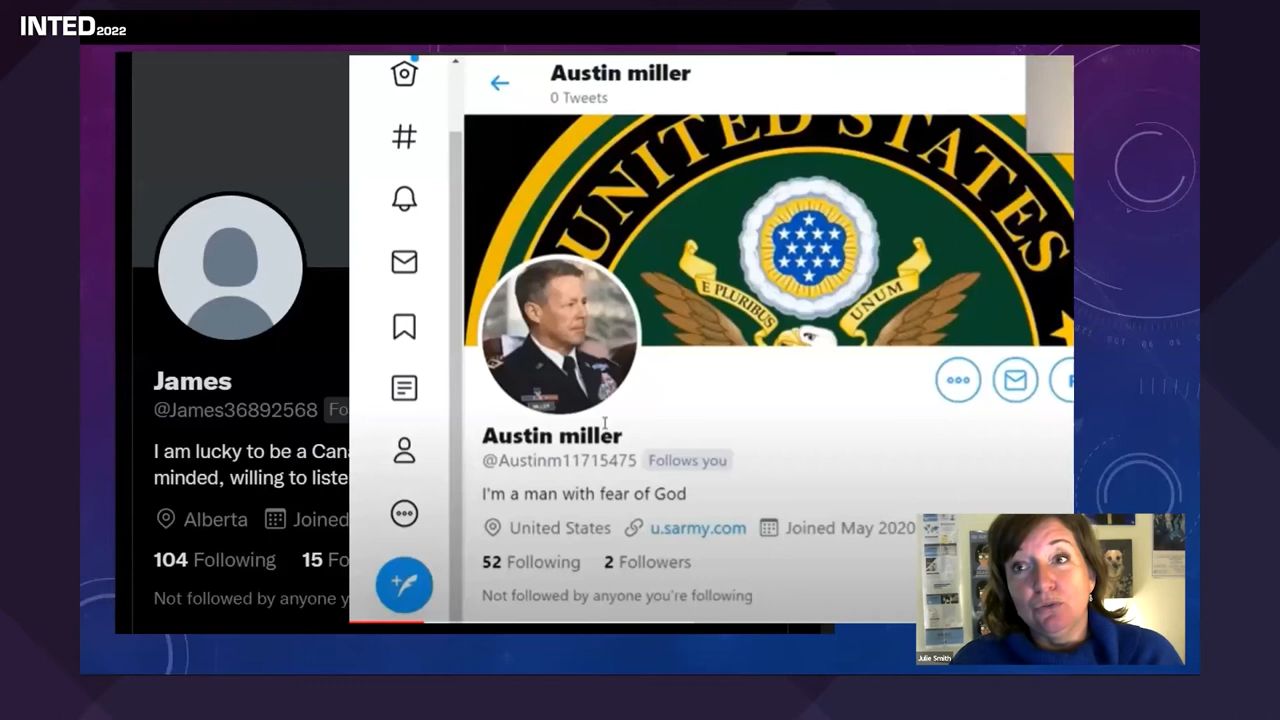 INTED2022
Austin miller
0 Tweets
UNITED STATES
E PLURIBUS UNUM
MILLER
James
@James36892568 Fo
I am lucky to be a Can
minded, willing to liste
Alberta Joined
104 Following 15 Fo
Not followed by anyone y
Austin miller
@Austinm11715475 Follows you
I'm a man with fear of God
United States u.sarmy.com Joined May 2020
52 Following 2 Followers
Not followed by anyone you're following
Julie Smith